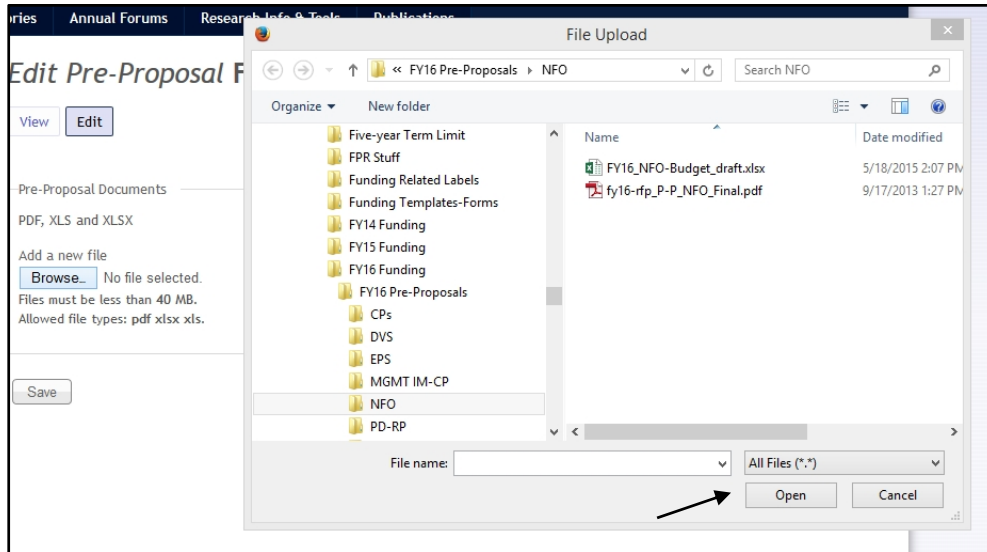 ries Annual Forums Research Info & Tools Publications
Edit Pre-Proposal F
View Edit
Pre-Proposal Documents
PDF, XLS and XLSX
Add a new file
Browse... No file selected.
Files must be less than 40 MB.
Allowed file types: pdf xlsx xls.
Save
File Upload
« FY16 Pre-Proposals NFO Search NFO
Organize New folder
Five-year Term Limit
FPR Stuff
Funding Related Labels
Funding Templates-Forms
FY14 Funding
FY15 Funding
FY16 Funding
FY16 Pre-Proposals
CPs
DVS
EPS
MGMT IM-CP
NFO
PD-RP
Name Date modified
FY16_NFO-Budget_draft.xlsx 5/18/2015 2:07 PM
fy16-rfp_P-P_NFO_Final.pdf 9/17/2013 1:27 PM
File name: All Files (*.*)
Open Cancel